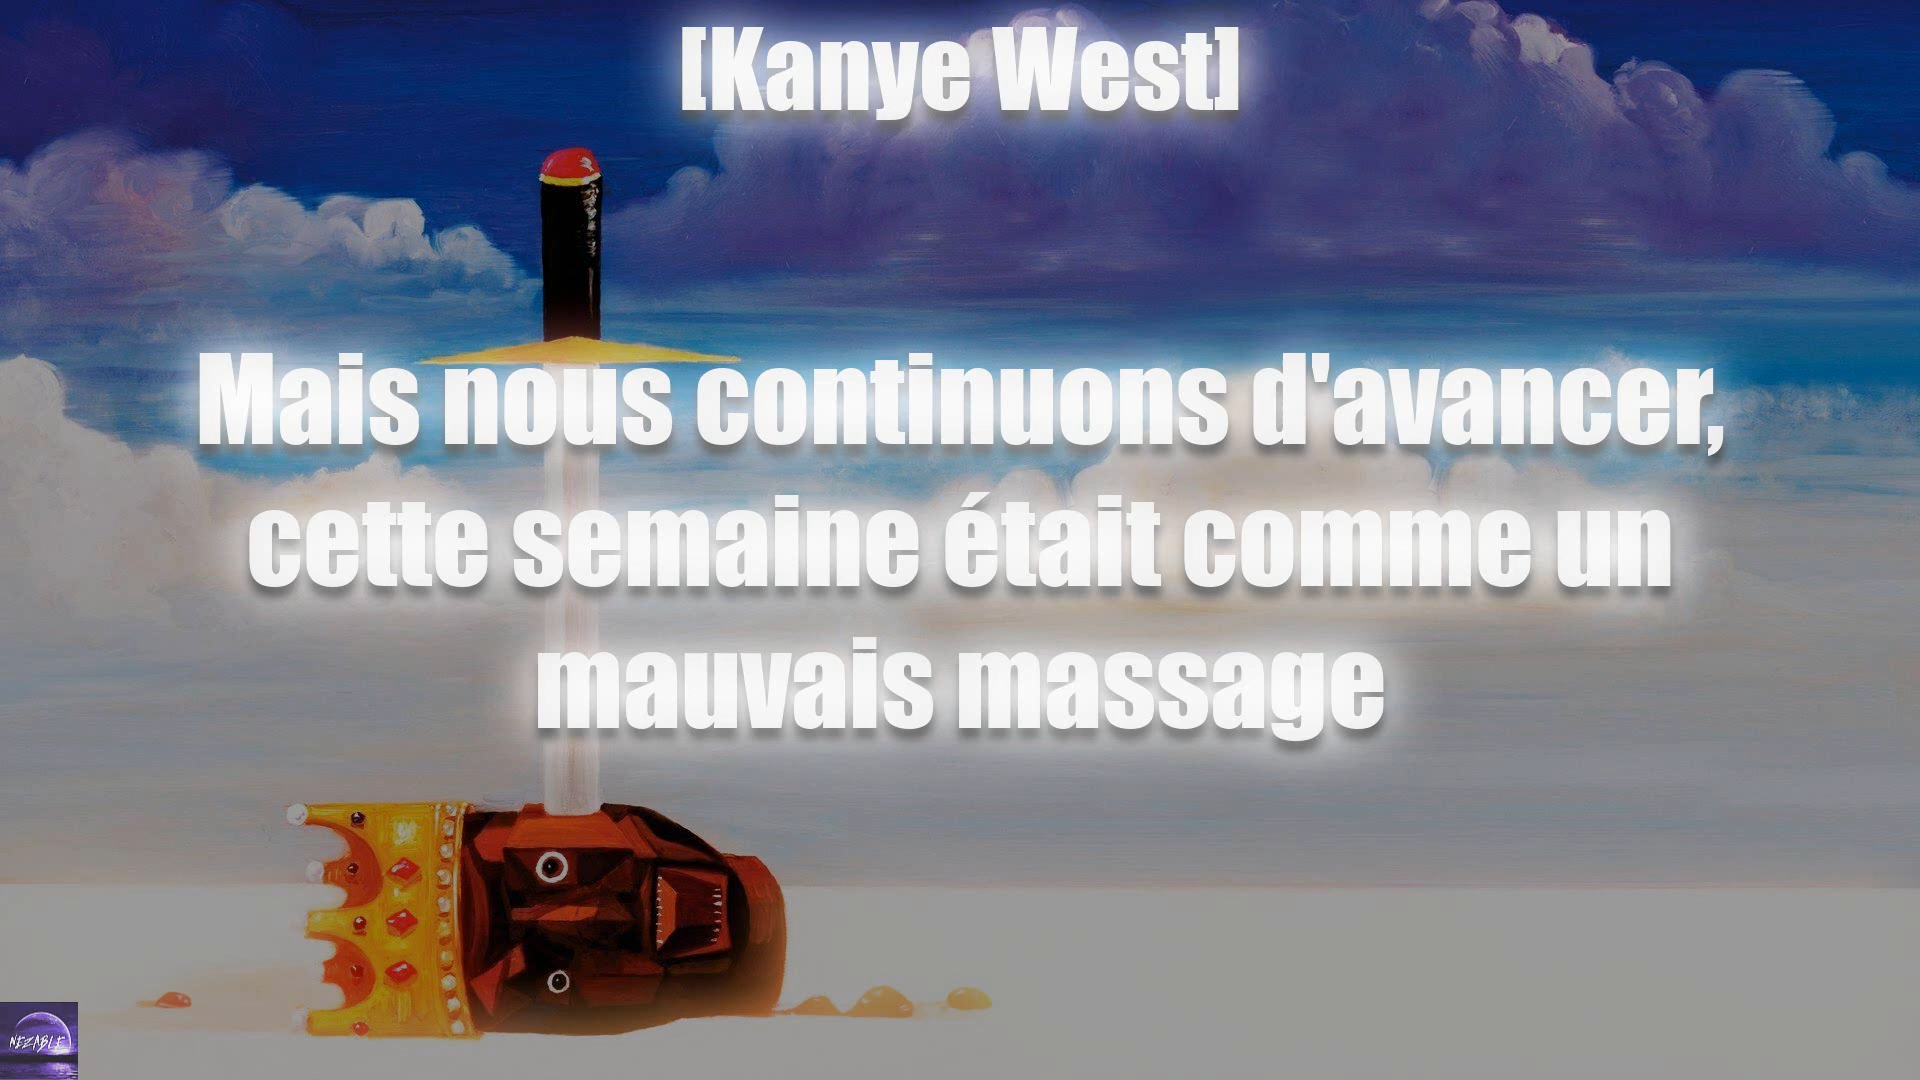 [Kanye West]
Mais nous continuons d'avancer,
cette semaine était comme un
mauvais massage
NEZABLE